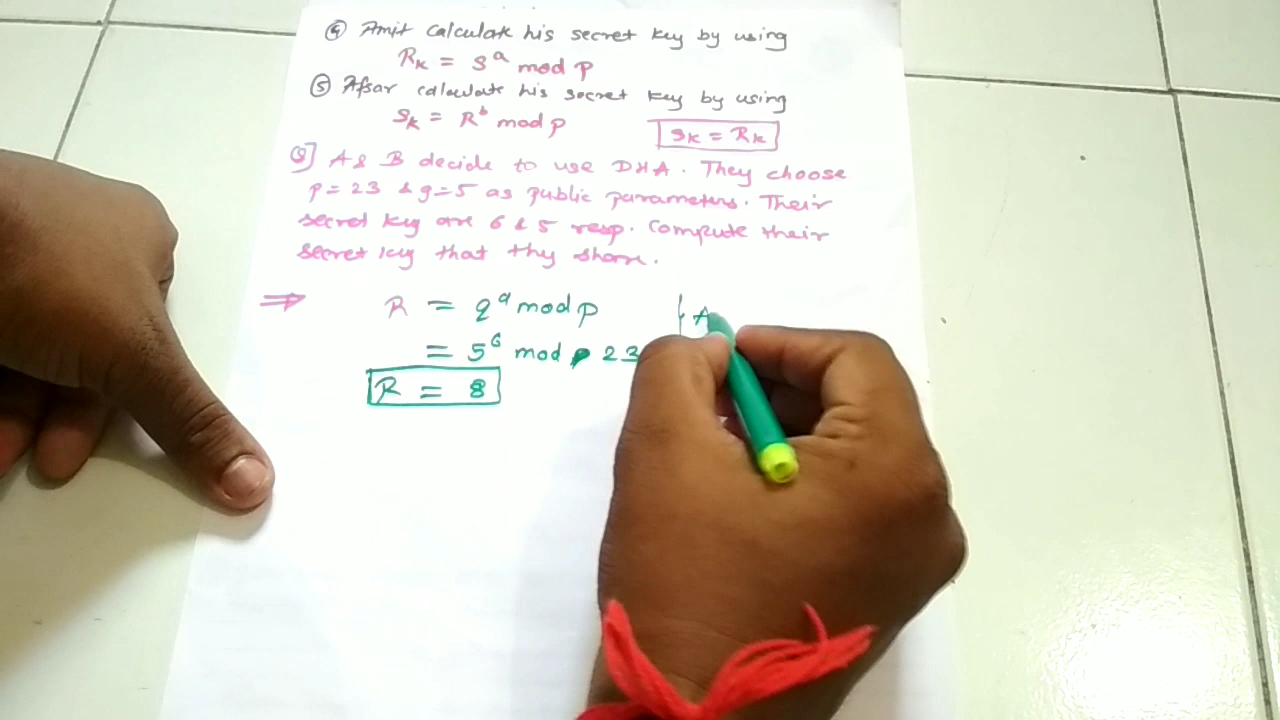 ④ Amit calculate his secret key by using
Rk = S^a mod p
⑤ Afsar calculate his secret key by using
Sk = R^b mod p Sk = Rk
Q] A & B decide to use DHA. They choose
p = 23 & g = 5 as public parameters. Their
secret key are 6 & 5 resp. Compute their
secret key that thy share.
⇒ R = g^a mod p { A
= 5^6 mod 23
R = 8